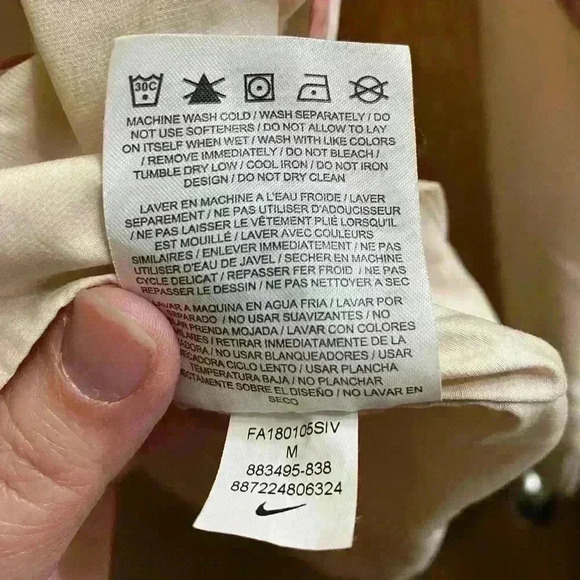 30C
MACHINE WASH COLD / WASH SEPARATELY / DO
NOT USE SOFTENERS / DO NOT ALLOW TO LAY
ON ITSELF WHEN WET / WASH WITH LIKE COLORS
/ REMOVE IMMEDIATELY / DO NOT BLEACH /
TUMBLE DRY LOW / COOL IRON / DO NOT IRON
DESIGN / DO NOT DRY CLEAN
LAVER EN MACHINE A L'EAU FROIDE / LAVER
SEPAREMENT / NE PAS UTILISER D'ADOUCISSEUR
/ NE PAS LAISSER LE VÊTEMENT PLIÉ LORSQU'IL
EST MOUILLÉ / LAVER AVEC COULEURS
SIMILAIRES / ENLEVER IMMEDIATEMENT / NE PAS
UTILISER D'EAU DE JAVEL / SECHER EN MACHINE
CYCLE DELICAT / REPASSER FER FROID / NE PAS
REPASSER LE DESSIN / NE PAS NETTOYER A SEC
LAVAR A MAQUINA EN AGUA FRIA / LAVAR POR
SEPARADO / NO USAR SUAVIZANTES / NO
PRENDA MOJADA / LAVAR CON COLORES
/ RETIRAR INMEDIATAMENTE DE LA
/ NO USAR BLANQUEADORES / USAR
CICLO LENTO / USAR PLANCHA
TEMPERATURA BAJA / NO PLANCHAR
SOBRE EL DISEÑO / NO LAVAR EN
SECO
FA180105SIV
M
883495-838
887224806324